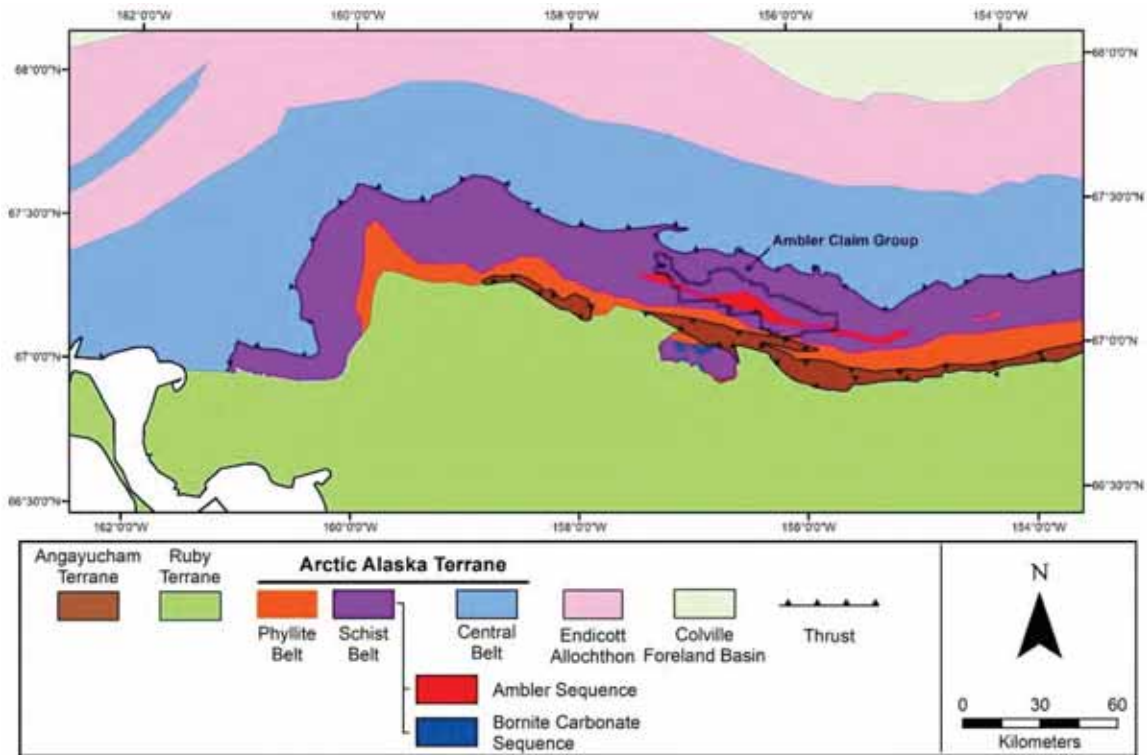 162°0'0"W 160°0'0"W 158°0'0"W 156°0'0"W 154°0'0"W
68°0'0"N
68°0'0"N
67°30'0"N
67°30'0"N
Ambler Claim Group
67°0'0"N
67°0'0"N
66°30'0"N
66°30'0"N
162°0'0"W 160°0'0"W 158°0'0"W 156°0'0"W 154°0'0"W
Angayucham
Terrane
Ruby
Terrane
Arctic Alaska Terrane
Phyllite
Belt
Schist
Belt
Central
Belt
Endicott
Allochthon
Colville
Foreland Basin
Thrust
Ambler Sequence
Bornite Carbonate
Sequence
N
0 30 60
Kilometers